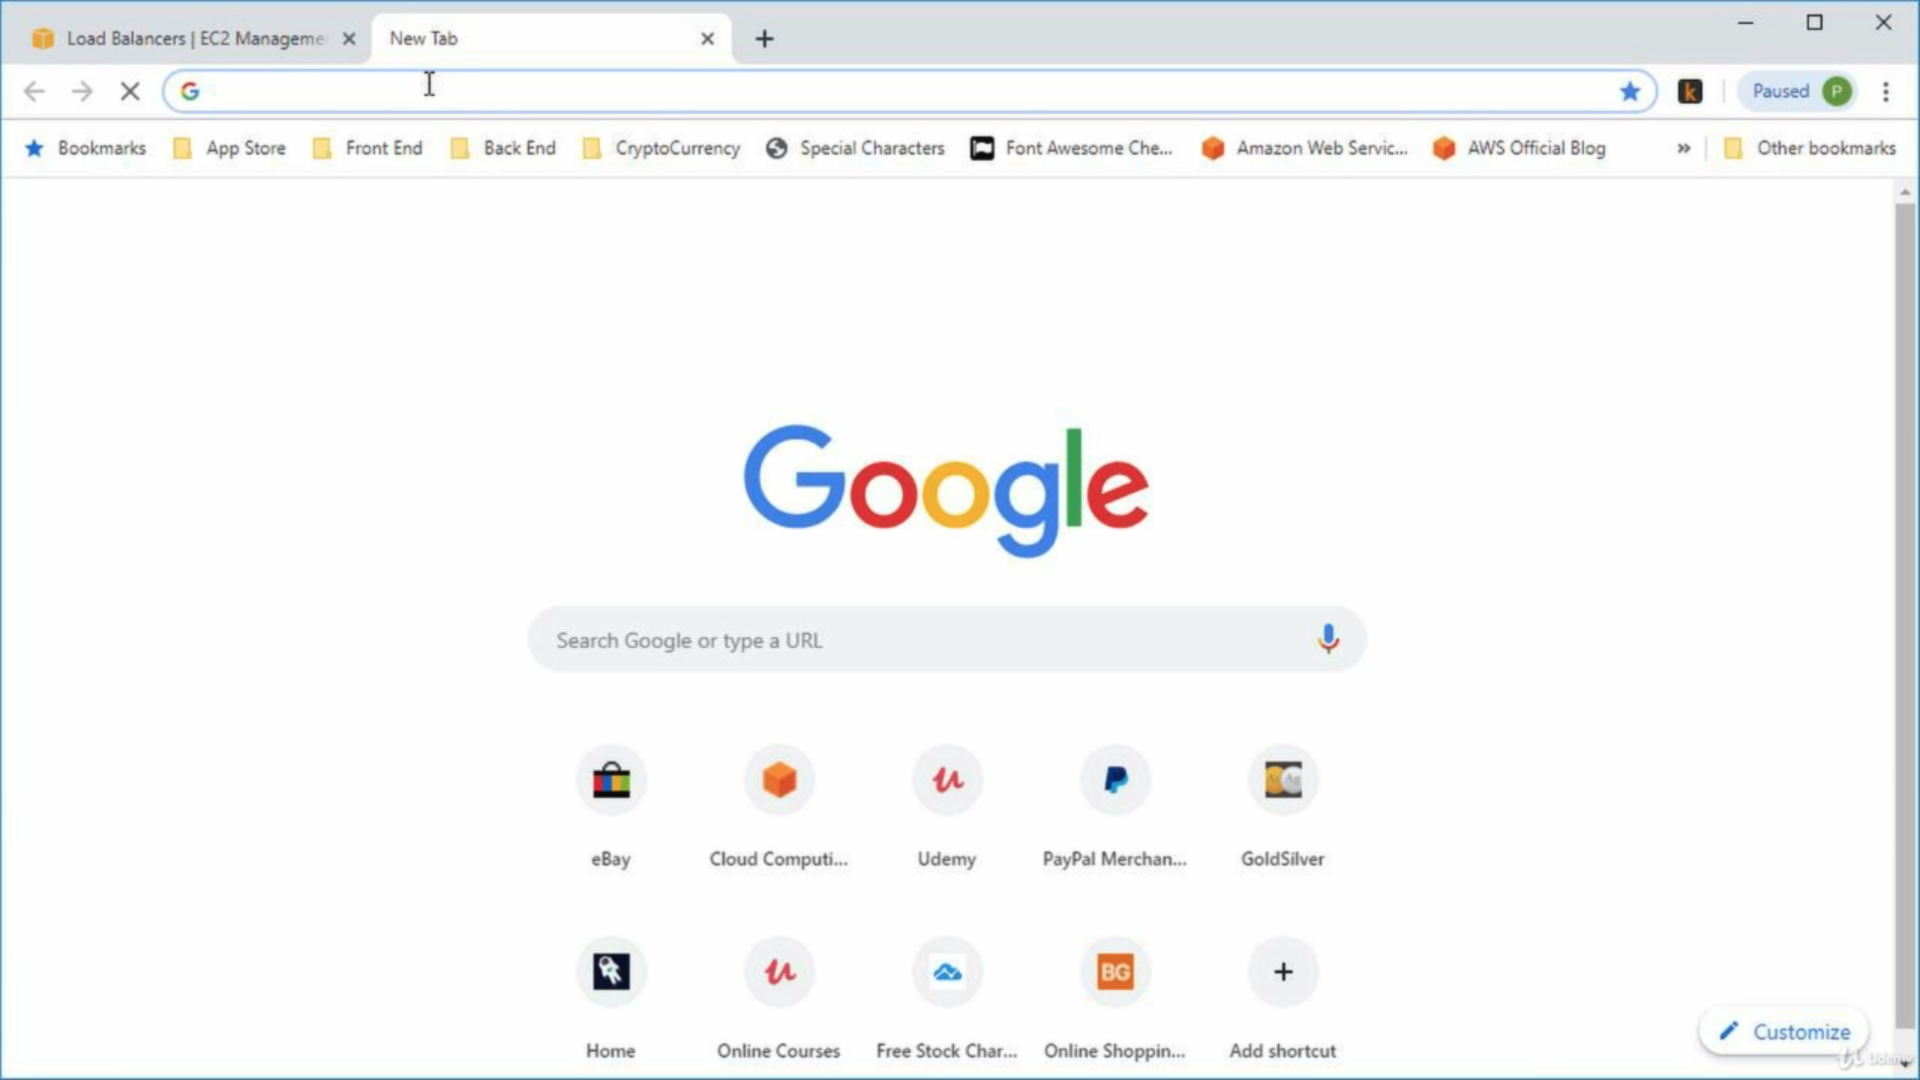 Load Balancers | EC2 Manageme
New Tab
Paused P
Bookmarks App Store Front End Back End CryptoCurrency Special Characters Font Awesome Che... Amazon Web Servic... AWS Official Blog » Other bookmarks
Google
Search Google or type a URL
eBay Cloud Computi... Udemy PayPal Merchan... GoldSilver
BG
Home Online Courses Free Stock Char... Online Shoppin... Add shortcut
Customize
Udemy